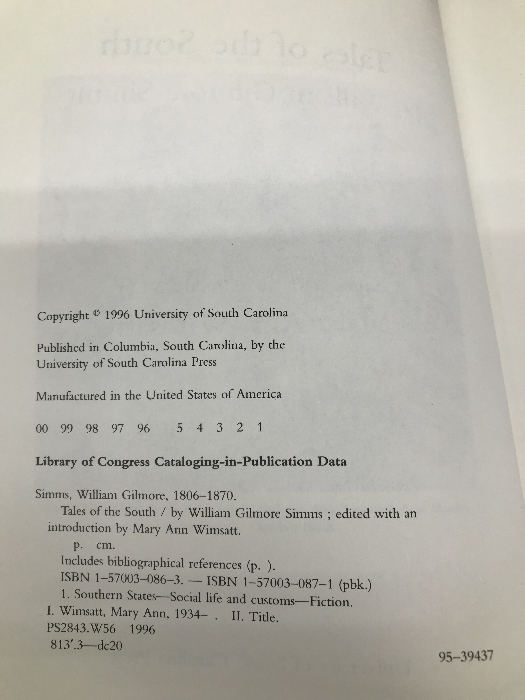 Copyright © 1996 University of South Carolina
Published in Columbia, South Carolina, by the
University of South Carolina Press
Manufactured in the United States of America
00 99 98 97 96 5 4 3 2 1
Library of Congress Cataloging-in-Publication Data
Simms, William Gilmore, 1806–1870.
Tales of the South / by William Gilmore Simms ; edited with an
introduction by Mary Ann Wimsatt.
p. cm.
Includes bibliographical references (p. ).
ISBN 1–57003–086–3. — ISBN 1–57003–087–1 (pbk.)
1. Southern States—Social life and customs—Fiction.
I. Wimsatt, Mary Ann, 1934– . II. Title.
PS2843.W56 1996
813′.3—dc20
95–39437